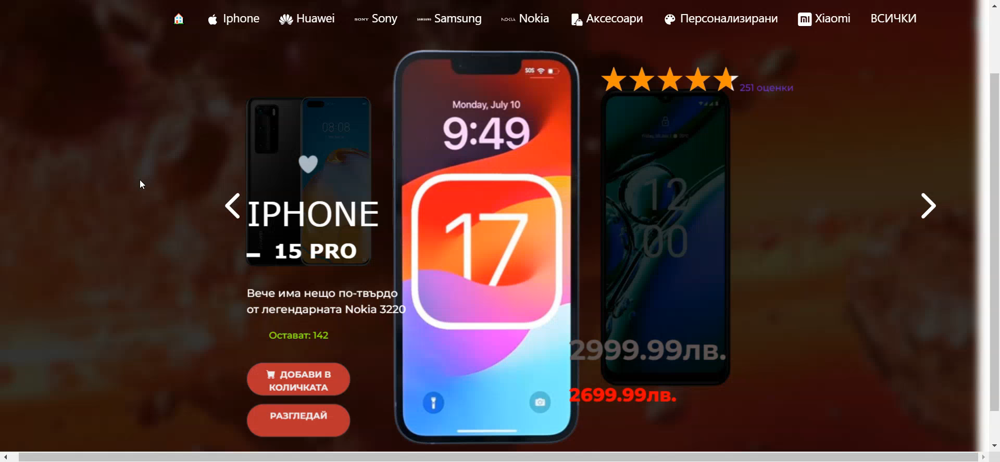 Iphone
Huawei
SONY Sony
SAMSUNG Samsung
NOKIA Nokia
Аксесоари
Персонализирани
mi Xiaomi
ВСИЧКИ
251 оценки
SOS
Monday, July 10
9:49
08:08
17
12
00
IPHONE
– 15 PRO
Вече има нещо по-твърдо
от легендарната Nokia 3220
Остават: 142
2999.99лв.
2699.99лв.
ДОБАВИ В
КОЛИЧКАТА
РАЗГЛЕДАЙ